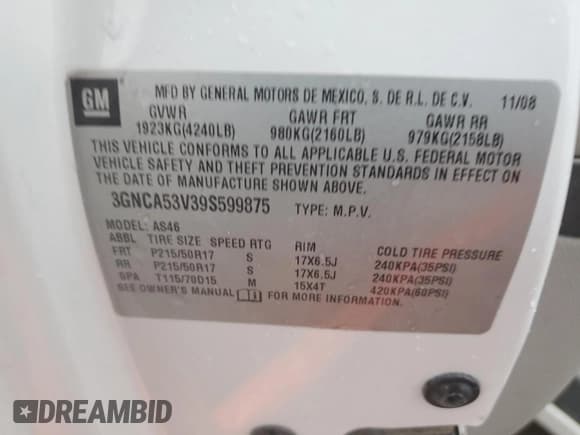 GM
MFD BY GENERAL MOTORS DE MEXICO, S. DE R.L. DE C.V. 11/08
GVWR GAWR FRT GAWR RR
1923KG(4240LB) 980KG(2160LB) 979KG(2158LB)
THIS VEHICLE CONFORMS TO ALL APPLICABLE U.S. FEDERAL MOTOR
VEHICLE SAFETY AND THEFT PREVENTION STANDARDS IN EFFECT ON
THE DATE OF MANUFACTURE SHOWN ABOVE.
3GNCA53V39S599875 TYPE: M.P.V.
MODEL: AS46
ABBL TIRE SIZE SPEED RTG RIM COLD TIRE PRESSURE
FRT P215/50R17 S 17X6.5J 240KPA(35PSI)
RR P215/50R17 S 17X6.5J 240KPA(35PSI)
SPA T115/70D15 M 15X4T 420KPA(60PSI)
SEE OWNER'S MANUAL FOR MORE INFORMATION.
DREAMBID